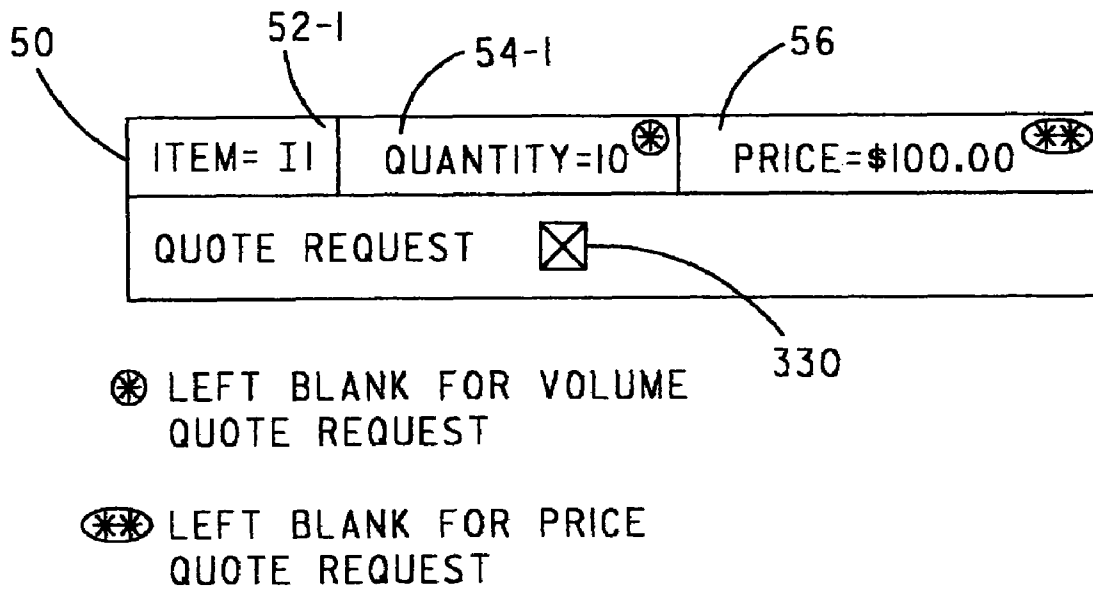 50 52-1 54-1 56
ITEM= I1 QUANTITY=10⊛ PRICE=$100.00 (**)
QUOTE REQUEST ☒
330
⊛ LEFT BLANK FOR VOLUME
QUOTE REQUEST
(**) LEFT BLANK FOR PRICE
QUOTE REQUEST